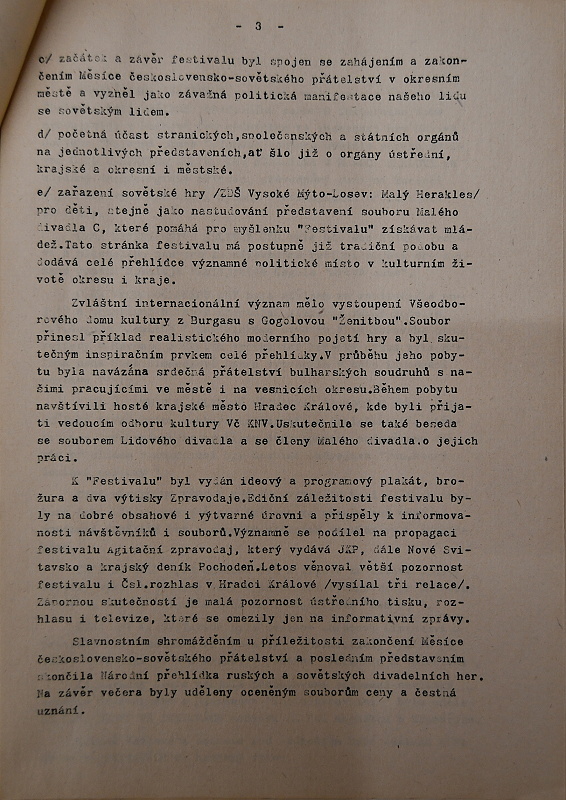 - 3 -
c/ začátek a závěr festivalu byl spojen se zahájením a zakon-
čením Měsíce československo-sovětského přátelství v okresním
městě a vyzněl jako závažná politická manifestace našeho lidu
se sovětským lidem.
d/ početná účast stranických,společenských a státních orgánů
na jednotlivých představeních,ať šlo již o orgány ústřední,
krajské a okresní i městské.
e/ zařazení sovětské hry /ZDŠ Vysoké Mýto-Losev: Malý Herakles/
pro děti, stejně jako nastudování představení souboru Malého
divadla C, které pomáhá pro myšlenku "Festivalu" získávat mlá-
dež.Tato stránka festivalu má postupně již tradiční podobu a
dodává celé přehlídce významné politické místo v kulturním ži-
votě okresu i kraje.
Zvláštní internacionální význam mělo vystoupení Všeodbo-
rového domu kultury z Burgasu s Gogolovou "Ženitbou".Soubor
přinesl příklad realistického moderního pojetí hry a byl sku-
tečným inspiračním prvkem celé přehlídky.V průběhu jeho poby-
tu byla navázána srdečná přátelství bulharských soudruhů s na-
šimi pracujícími ve městě i na vesnicích okresu.Během pobytu
navštívili hosté krajské město Hradec Králové, kde byli přija-
ti vedoucím odboru kultury Vč KNV.Uskutečnila se také beseda
se souborem Lidového divadla a se členy Malého divadla.o jejich
práci.
K "Festivalu" byl vydán ideový a programový plakát, bro-
žura a dva výtisky Zpravodaje.Ediční záležitosti festivalu by-
ly na dobré obsahové i výtvarné úrovni a přispěly k informova-
nosti návštěvníků i souborů.Významně se podílel na propagaci
festivalu Agitační zpravodaj, který vydává JKP, dále Nové Svi-
tavsko a krajský deník Pochodeň.Letos věnoval větší pozornost
festivalu i Čsl.rozhlas v Hradci Králové /vysílal tři relace/.
Zápornou skutečností je malá pozornost ústředního tisku, roz-
hlasu i televize, které se omezily jen na informativní zprávy.
Slavnostním shromážděním u příležitosti zakončení Měsíce
československo-sovětského přátelství a posledním představením
skončila Národní přehlídka ruských a sovětských divadelních her.
Na závěr večera byly uděleny oceněným souborům ceny a čestná
uznání.